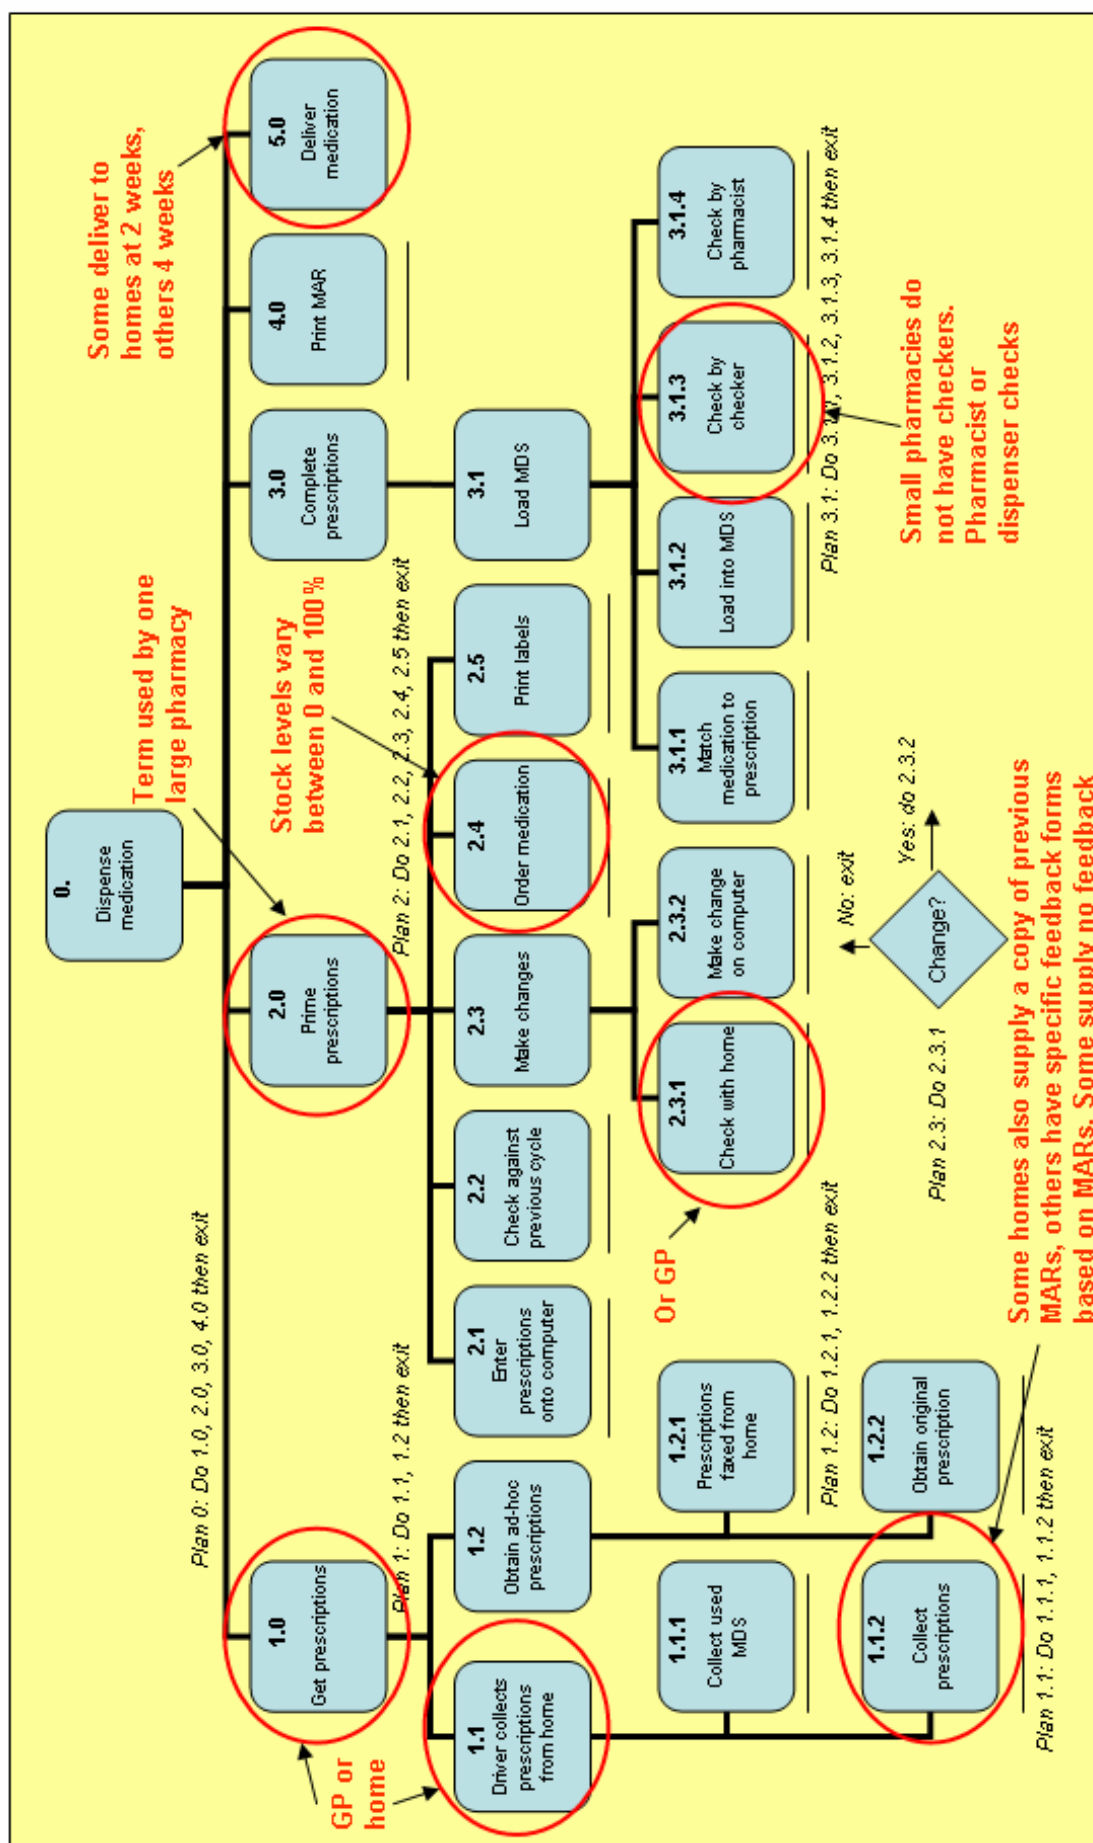 0.
Dispense
medication
Plan 0: Do 1.0, 2.0, 3.0, 4.0 then exit
Term used by one
large pharmacy
Some deliver to
homes at 2 weeks,
others 4 weeks
GP or
home
1.0
Get prescriptions
2.0
Prime
prescriptions
3.0
Complete
prescriptions
4.0
Print MAR
5.0
Deliver
medication
Plan 1: Do 1.1, 1.2 then exit
Plan 2: Do 2.1, 2.2, 2.3, 2.4, 2.5 then exit
Stock levels vary
between 0 and 100%
1.1
Driver collects
prescriptions
from home
1.2
Obtain ad-hoc
prescriptions
2.1
Enter
prescriptions
onto computer
2.2
Check against
previous cycle
2.3
Make changes
2.4
Order medication
2.5
Print labels
3.1
Load MDS
Or GP
1.1.1
Collect used
MDS
1.2.1
Prescriptions
faxed from
home
2.3.1
Check with home
2.3.2
Make change
on computer
3.1.1
Match
medication to
prescription
3.1.2
Load into MDS
3.1.3
Check by
checker
3.1.4
Check by
pharmacist
Plan 1.2: Do 1.2.1, 1.2.2 then exit
Plan 3.1: Do 3.1.1, 3.1.2, 3.1.3, 3.1.4 then exit
No: exit
Yes: do 2.3.2
Change?
Plan 2.3: Do 2.3.1
Small pharmacies do
not have checkers.
Pharmacist or
dispenser checks
1.1.2
Collect
prescriptions
1.2.2
Obtain original
prescription
Plan 1.1: Do 1.1.1, 1.1.2 then exit
Some homes also supply a copy of previous
MARs, others have specific feedback forms
based on MARs. Some supply no feedback